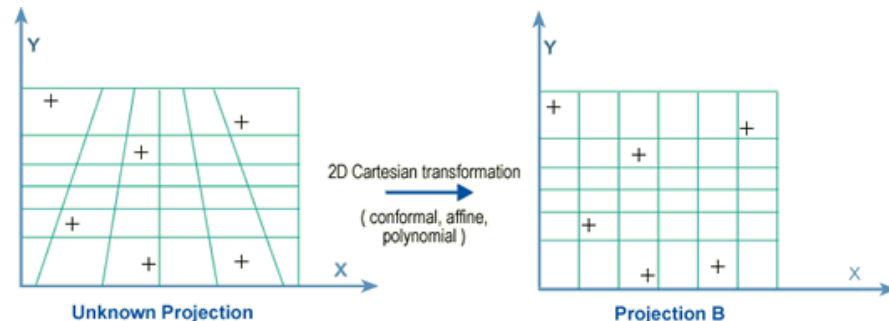 Y
X
Unknown Projection
2D Cartesian transformation
( conformal, affine,
polynomial )
Y
X
Projection B